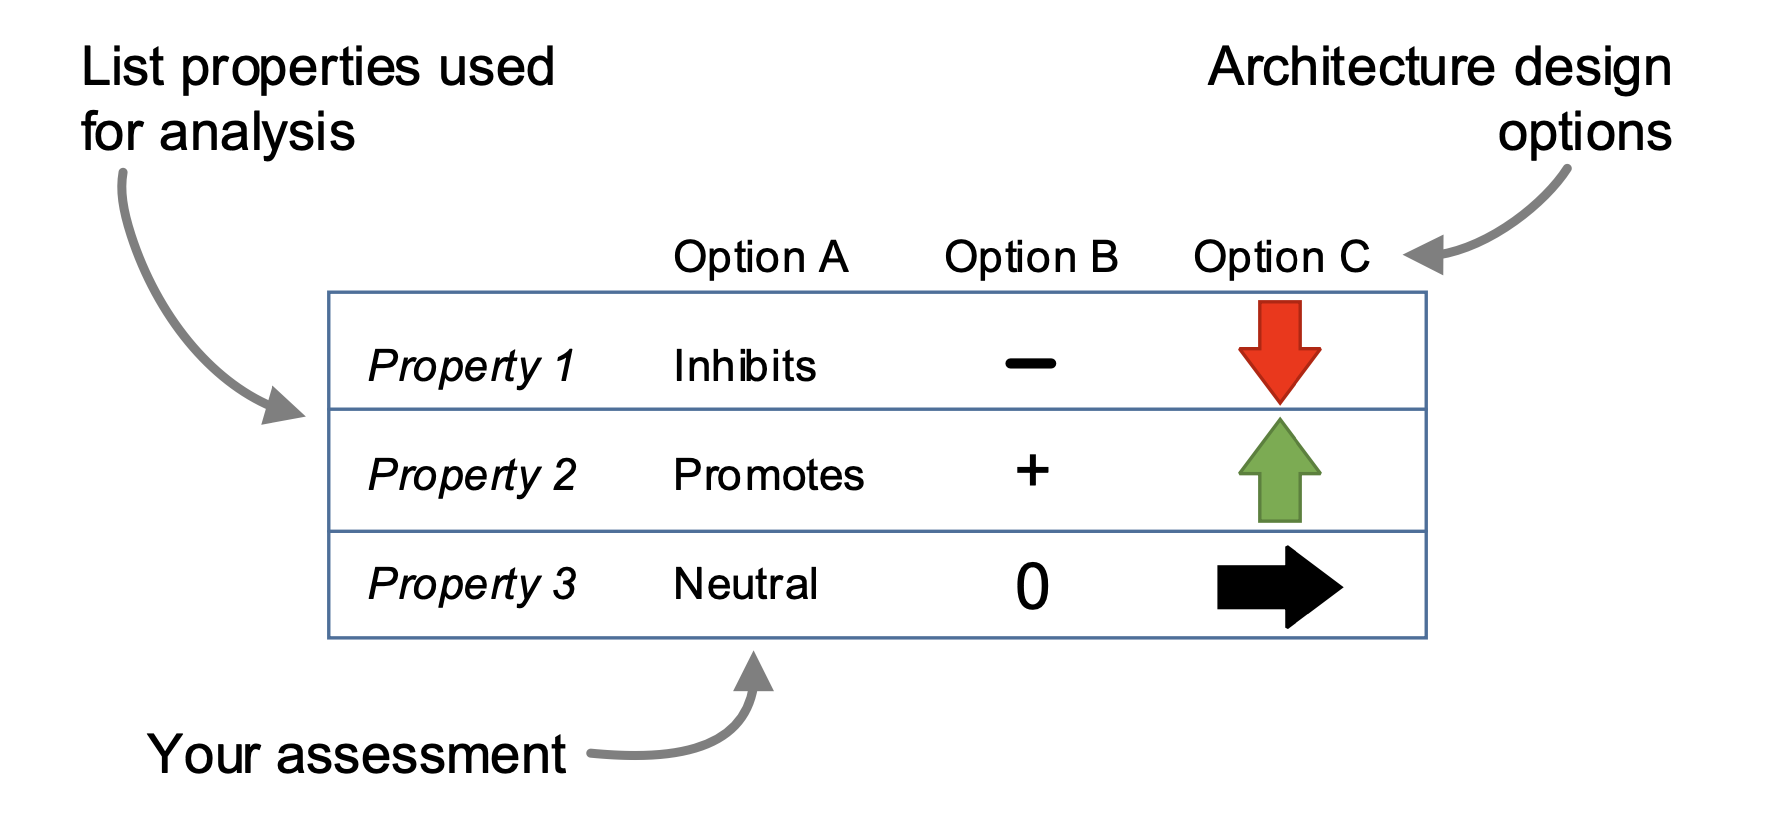 List properties used
for analysis
Architecture design
options
Option A Option B Option C
Property 1 Inhibits −
Property 2 Promotes +
Property 3 Neutral 0
Your assessment